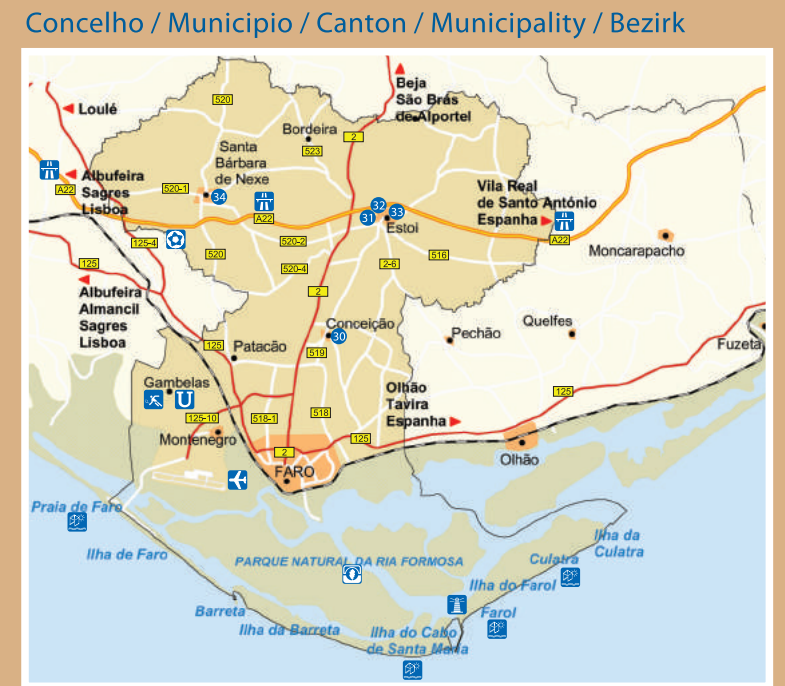 Concelho / Municipio / Canton / Municipality / Bezirk
Beja
São Brás
de Alportel
Loulé
520
Bordeira
2
523
Santa
Bárbara
de Nexe
Albufeira
Sagres
Lisboa
A22
520-1
34
32
33
31
Estoi
Vila Real
de Santo António
Espanha
A22
A22
125-4
520
520-2
520-4
2-6
516
Moncarapacho
125
Albufeira
Almancil
Sagres
Lisboa
2
Conceição
30
Pechão
Quelfes
Fuzeta
125
Patacão
519
Gambelas
U
Olhão
Tavira
Espanha
125
125-10
518-1
518
Montenegro
125
2
FARO
Olhão
Praia de Faro
Ilha de Faro
PARQUE NATURAL DA RIA FORMOSA
Ilha da
Culatra
Culatra
Ilha do Farol
Farol
Barreta
Ilha da Barreta
Ilha do Cabo
de Santa Maria